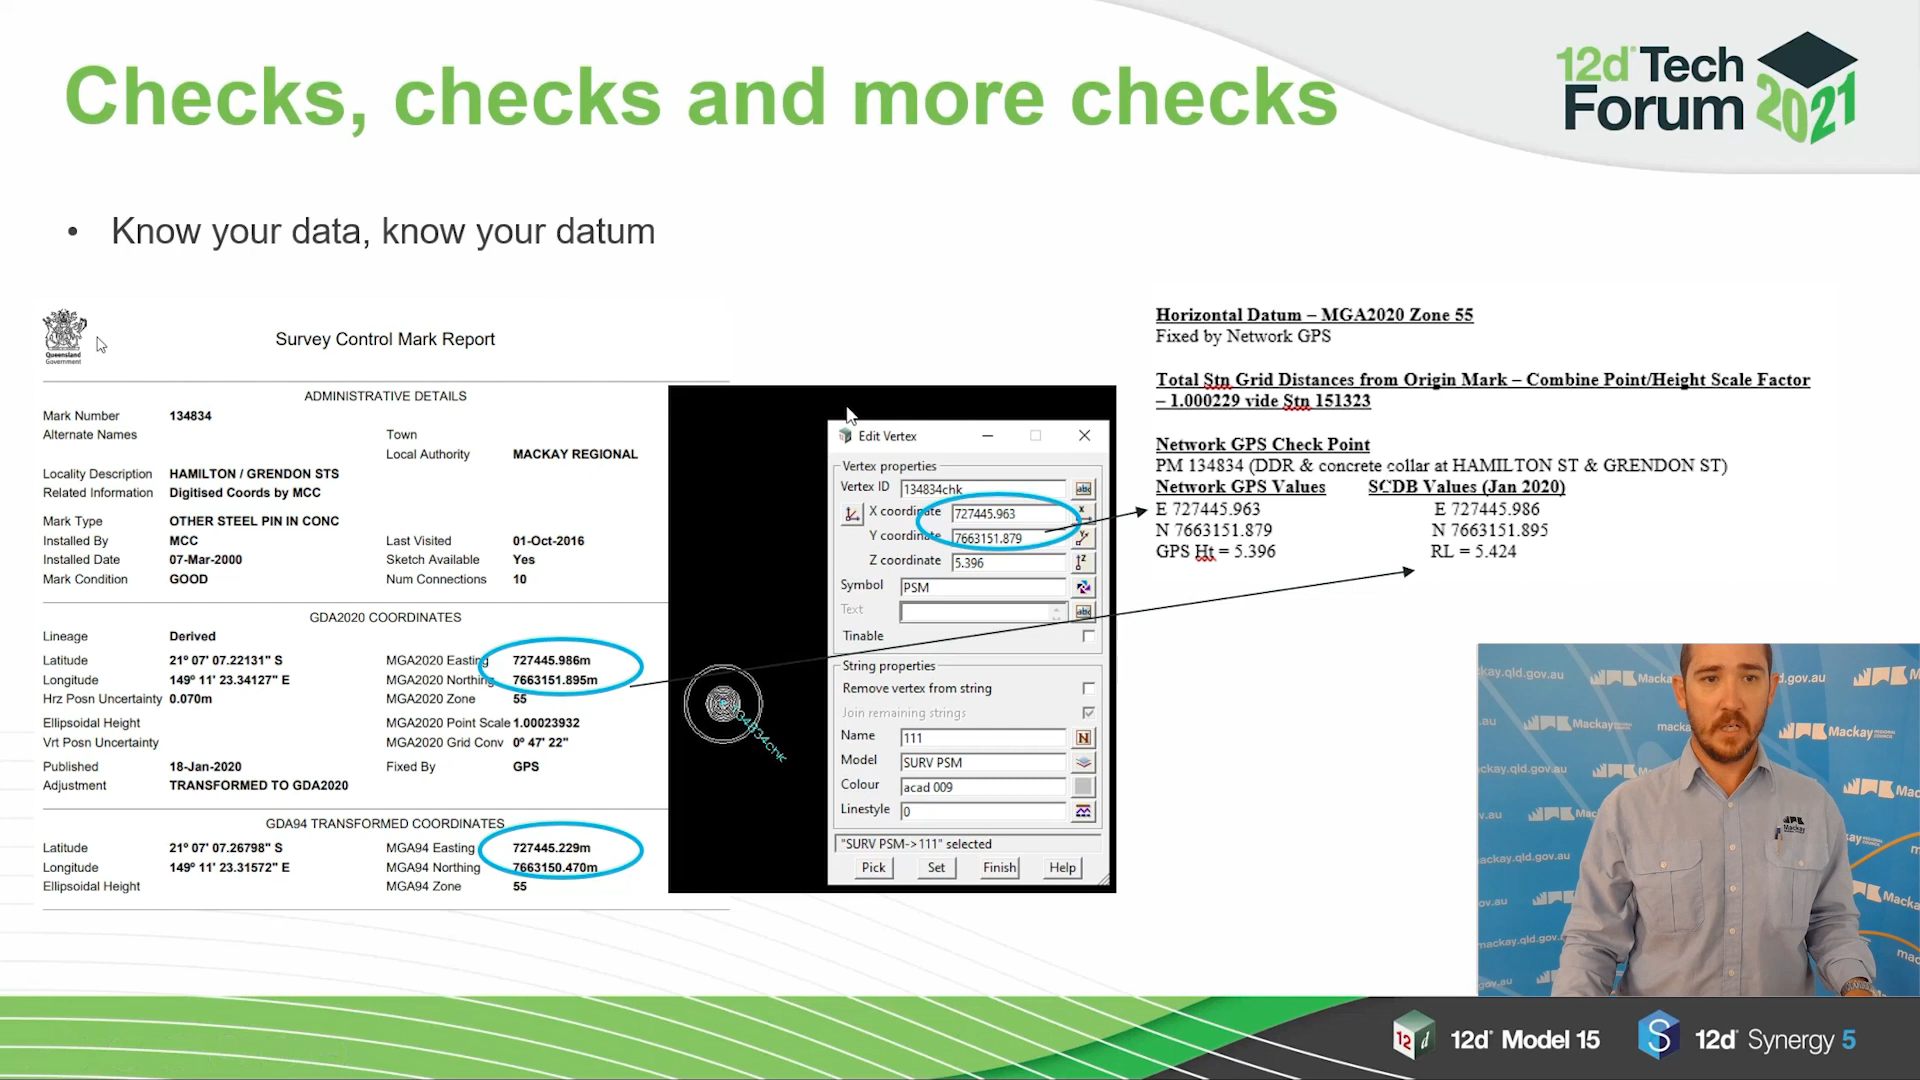 Checks, checks and more checks
12d Tech
Forum 2021
• Know your data, know your datum
Queensland
Government
Survey Control Mark Report
ADMINISTRATIVE DETAILS
Mark Number 134834
Alternate Names Town
Local Authority MACKAY REGIONAL
Locality Description HAMILTON / GRENDON STS
Related Information Digitised Coords by MCC
Mark Type OTHER STEEL PIN IN CONC
Installed By MCC Last Visited 01-Oct-2016
Installed Date 07-Mar-2000 Sketch Available Yes
Mark Condition GOOD Num Connections 10
GDA2020 COORDINATES
Lineage Derived
Latitude 21º 07' 07.22131" S MGA2020 Easting 727445.986m
Longitude 149º 11' 23.34127" E MGA2020 Northing 7663151.895m
Hrz Posn Uncertainty 0.070m MGA2020 Zone 55
Ellipsoidal Height MGA2020 Point Scale 1.00023932
Vrt Posn Uncertainty MGA2020 Grid Conv 0º 47' 22"
Published 18-Jan-2020 Fixed By GPS
Adjustment TRANSFORMED TO GDA2020
GDA94 TRANSFORMED COORDINATES
Latitude 21º 07' 07.26798" S MGA94 Easting 727445.229m
Longitude 149º 11' 23.31572" E MGA94 Northing 7663150.470m
Ellipsoidal Height MGA94 Zone 55
134834chk
Edit Vertex
Vertex properties
Vertex ID 134834chk
X coordinate 727445.963
Y coordinate 7663151.879
Z coordinate 5.396
Symbol PSM
Text
Tinable
String properties
Remove vertex from string
Join remaining strings
Name 111
Model SURV PSM
Colour acad 009
Linestyle 0
"SURV PSM->111" selected
Pick Set Finish Help
Horizontal Datum – MGA2020 Zone 55
Fixed by Network GPS
Total Stn Grid Distances from Origin Mark – Combine Point/Height Scale Factor
– 1.000229 vide Stn 151323
Network GPS Check Point
PM 134834 (DDR & concrete collar at HAMILTON ST & GRENDON ST)
Network GPS Values SCDB Values (Jan 2020)
E 727445.963 E 727445.986
N 7663151.879 N 7663151.895
GPS Ht = 5.396 RL = 5.424
Mackay
mackay.qld.gov.au
12d Model 15
12d Synergy 5